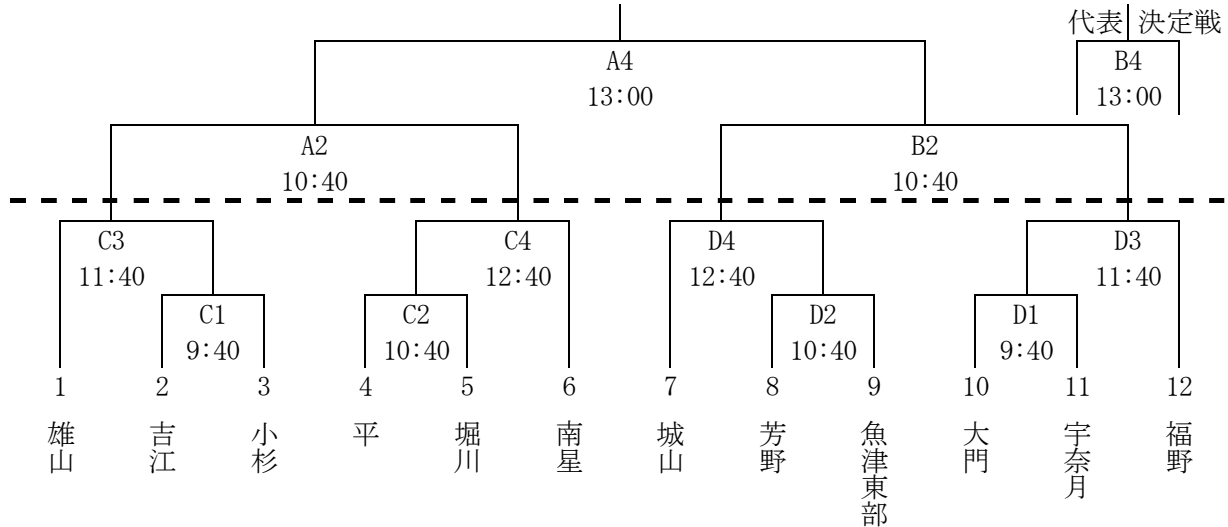 代表 決定戦
A4
13:00
B4
13:00
A2
10:40
B2
10:40
C3
11:40
C4
12:40
D4
12:40
D3
11:40
C1
9:40
C2
10:40
D2
10:40
D1
9:40
1 2 3 4 5 6 7 8 9 10 11 12
雄山
吉江
小杉
平
堀川
南星
城山
芳野
魚津東部
大門
宇奈月
福野